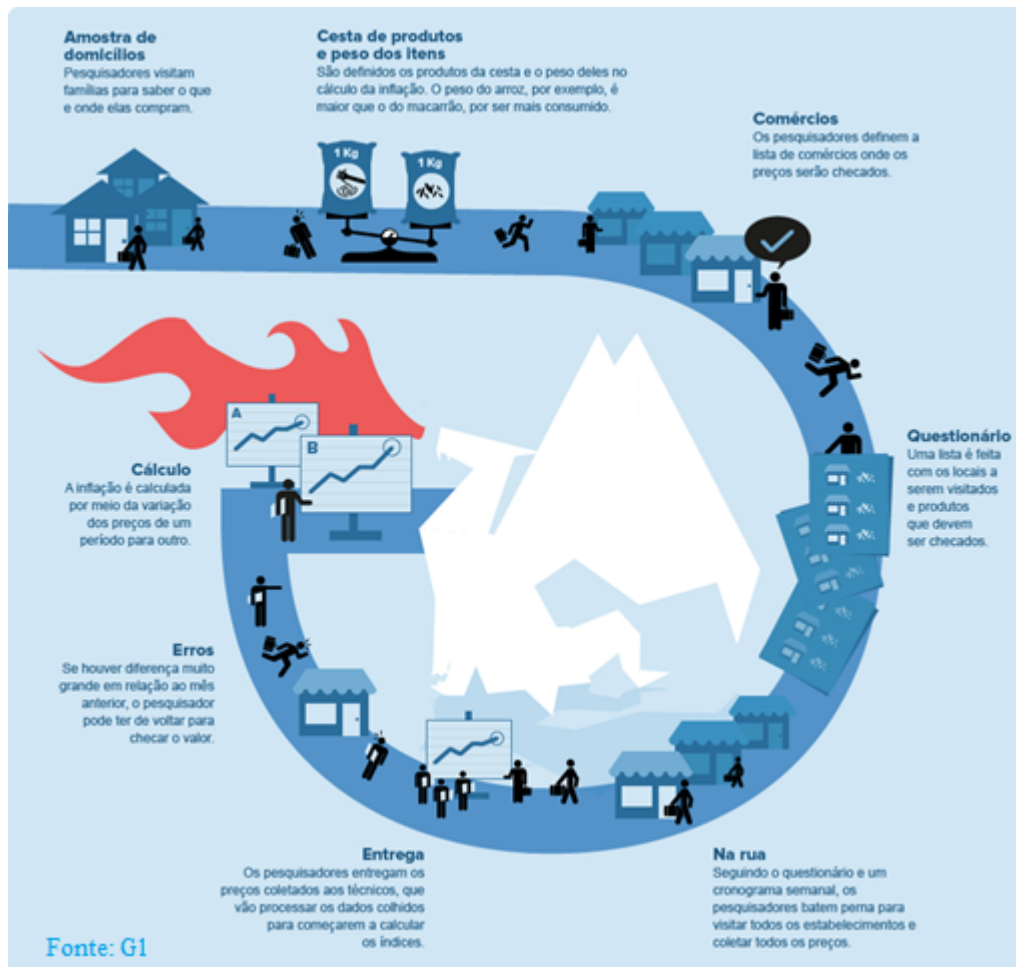 Amostra de
domicílios
Pesquisadores visitam
famílias para saber o que
e onde elas compram.
Cesta de produtos
e peso dos itens
São definidos os produtos da cesta e o peso deles no
cálculo da inflação. O peso do arroz, por exemplo, é
maior que o do macarrão, por ser mais consumido.
1 Kg
1 Kg
Comércios
Os pesquisadores definem a
lista de comércios onde os
preços serão checados.
Questionário
Uma lista é feita
com os locais a
serem visitados
e produtos
que devem
ser checados.
Na rua
Seguindo o questionário e um
cronograma semanal, os
pesquisadores batem perna para
visitar todos os estabelecimentos e
coletar todos os preços.
Entrega
Os pesquisadores entregam os
preços coletados aos técnicos, que
vão processar os dados colhidos
para começarem a calcular
os índices.
Erros
Se houver diferença muito
grande em relação ao mês
anterior, o pesquisador
pode ter de voltar para
checar o valor.
A
B
Cálculo
A inflação é calculada
por meio da variação
dos preços de um
período para outro.
Fonte: G1